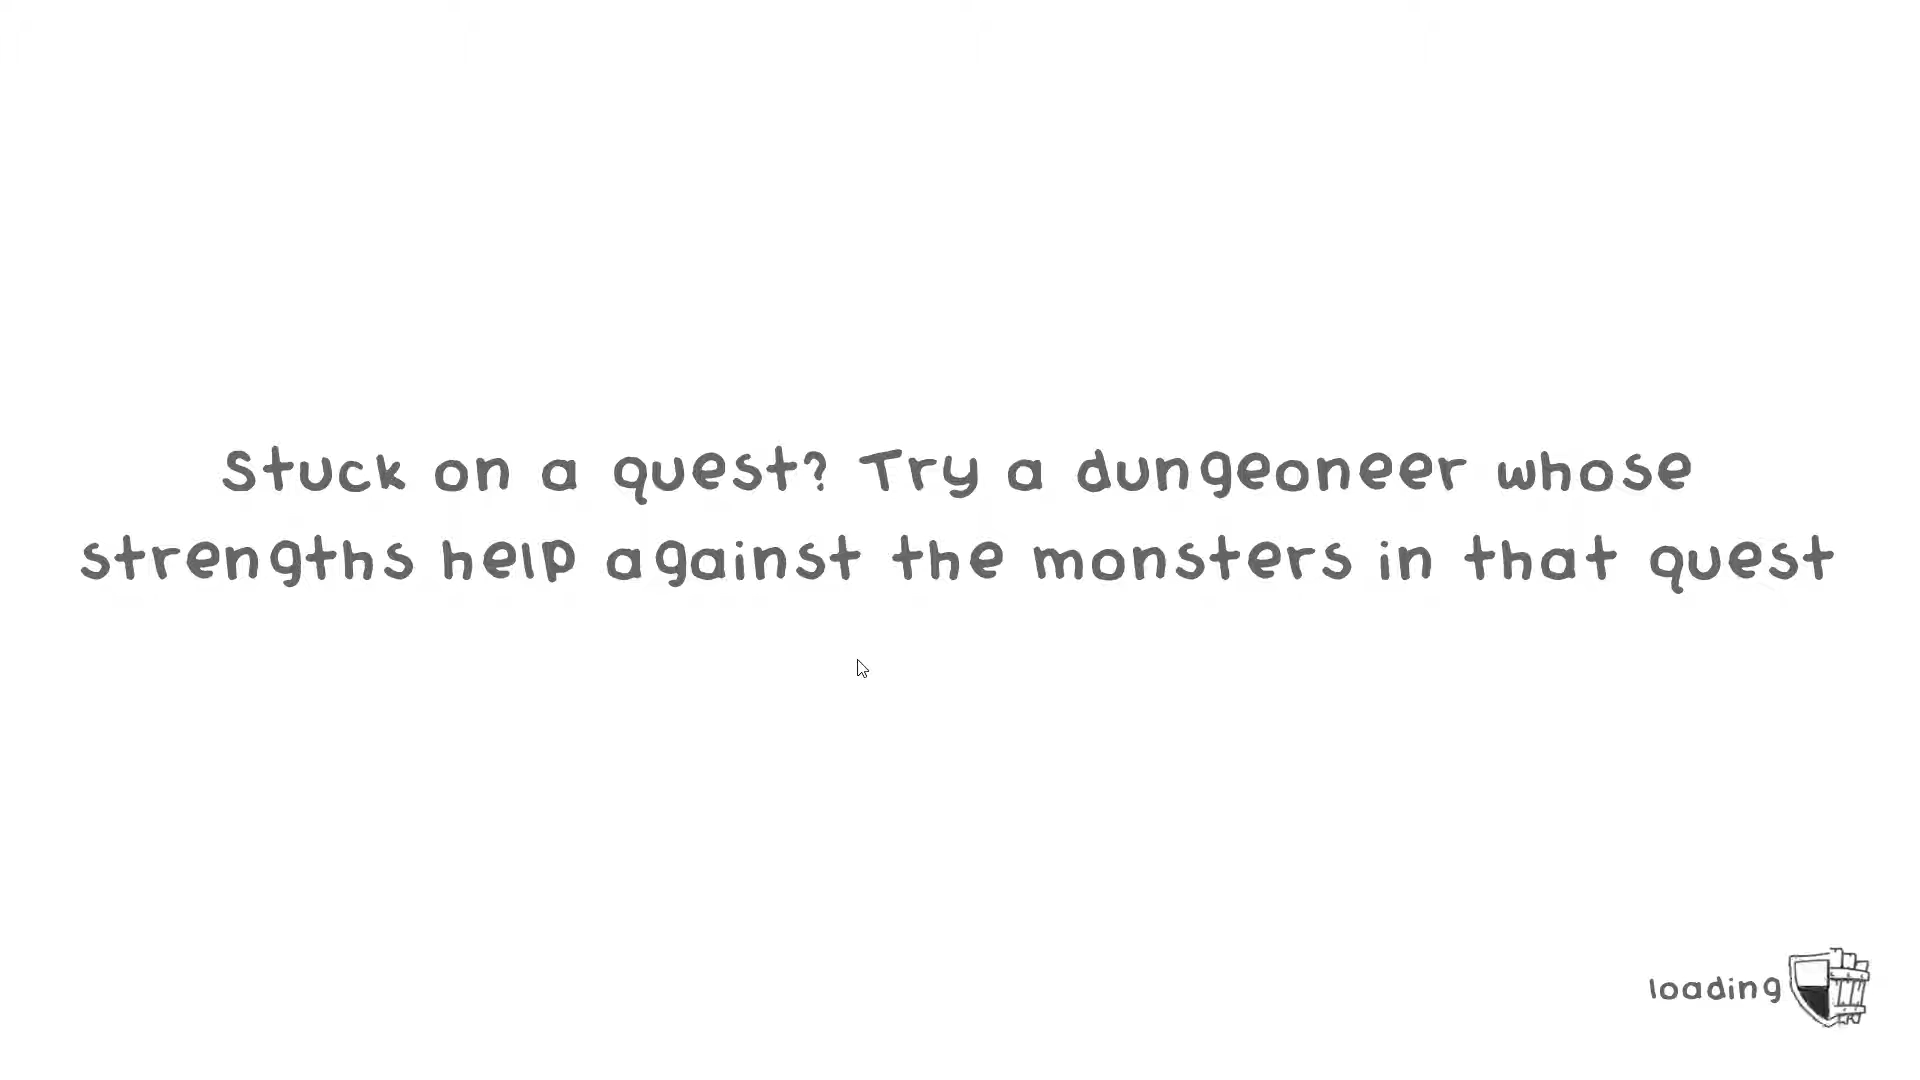 Stuck on a quest? Try a dungeoneer whose
strengths help against the monsters in that quest
loading